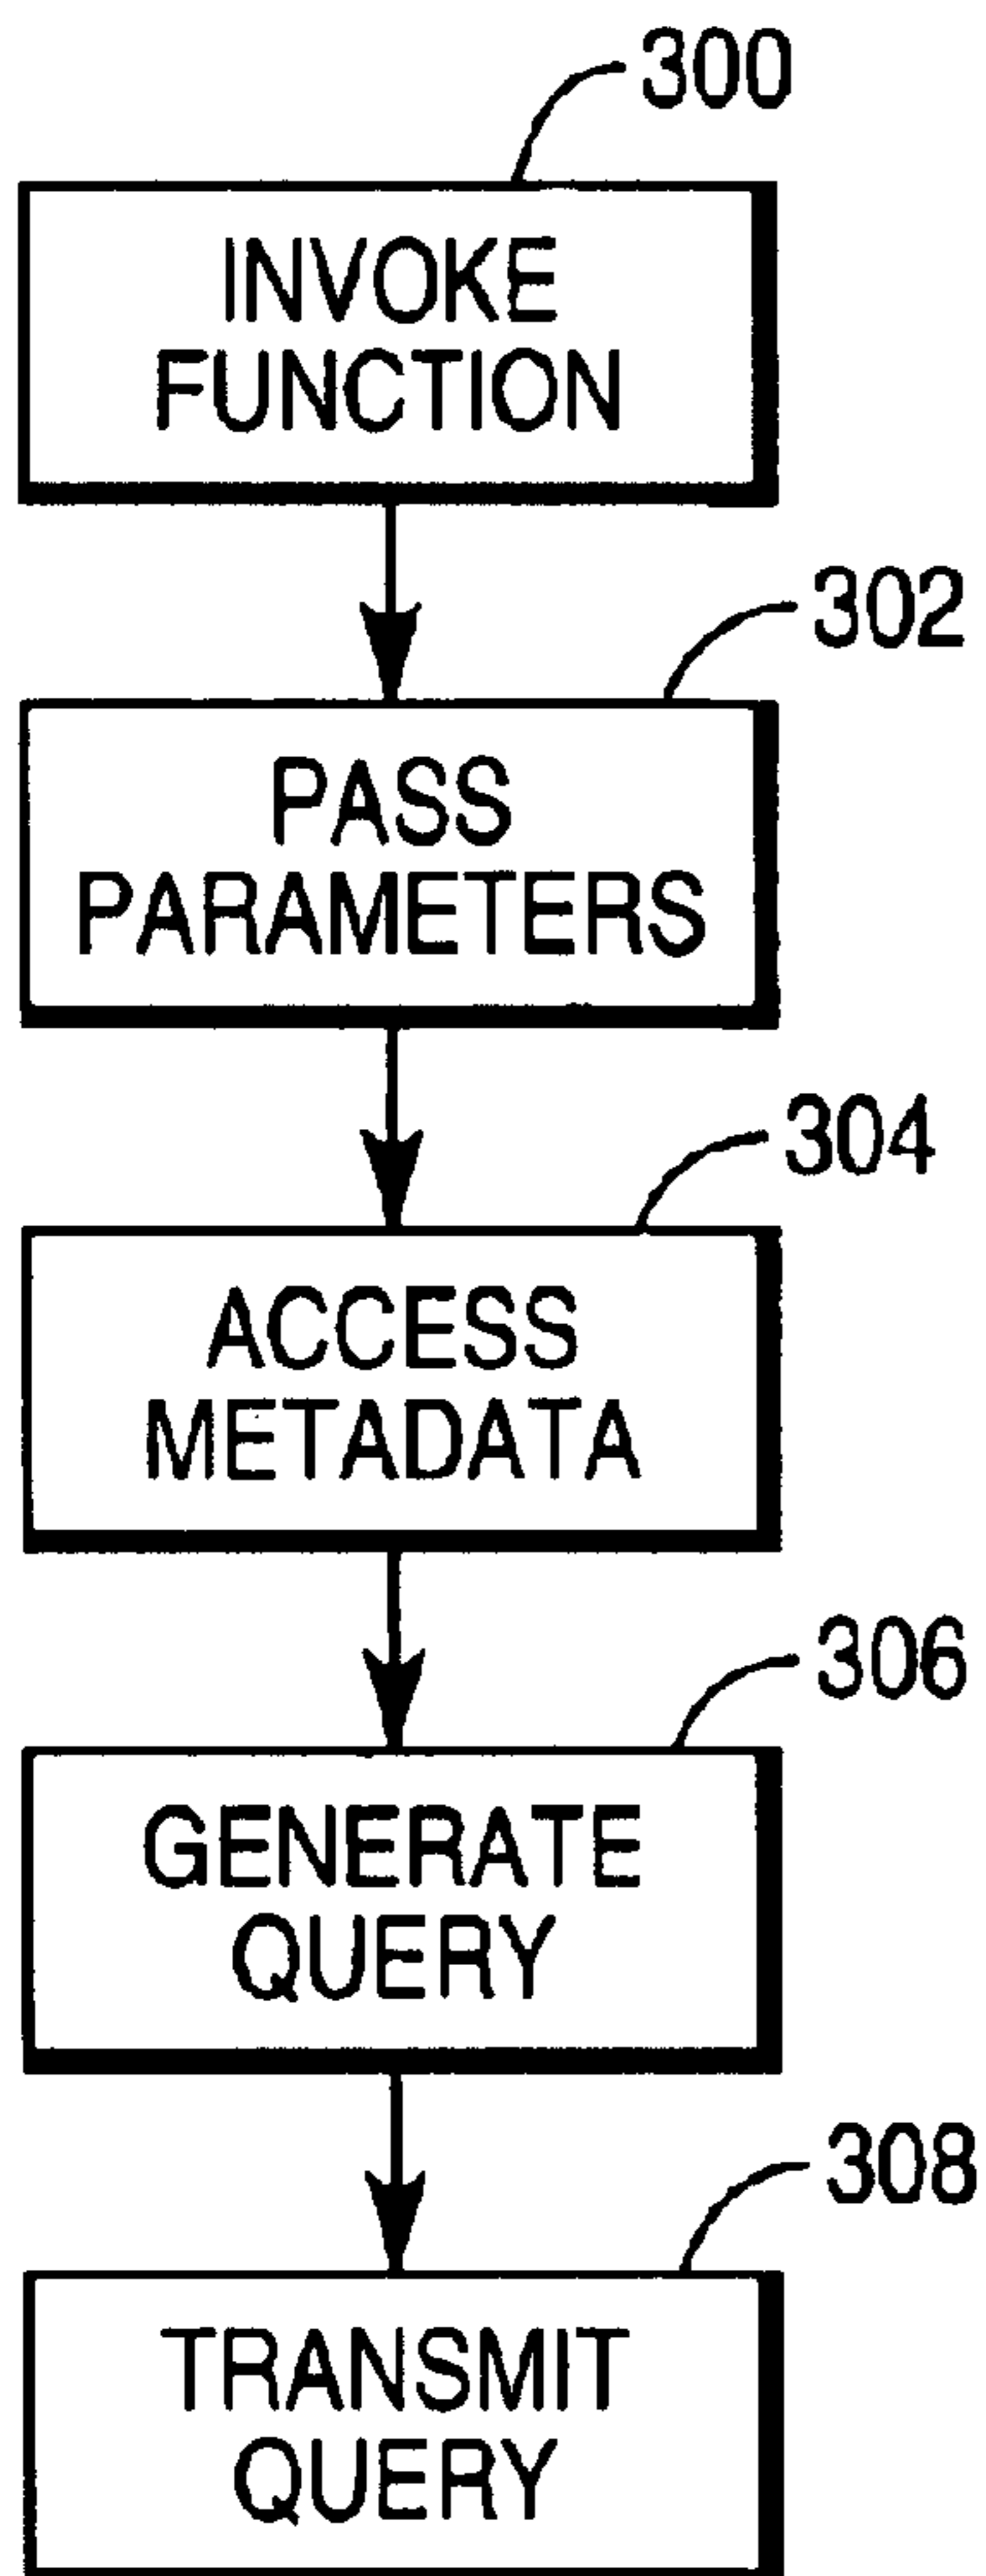 300
INVOKE
FUNCTION
302
PASS
PARAMETERS
304
ACCESS
METADATA
306
GENERATE
QUERY
308
TRANSMIT
QUERY